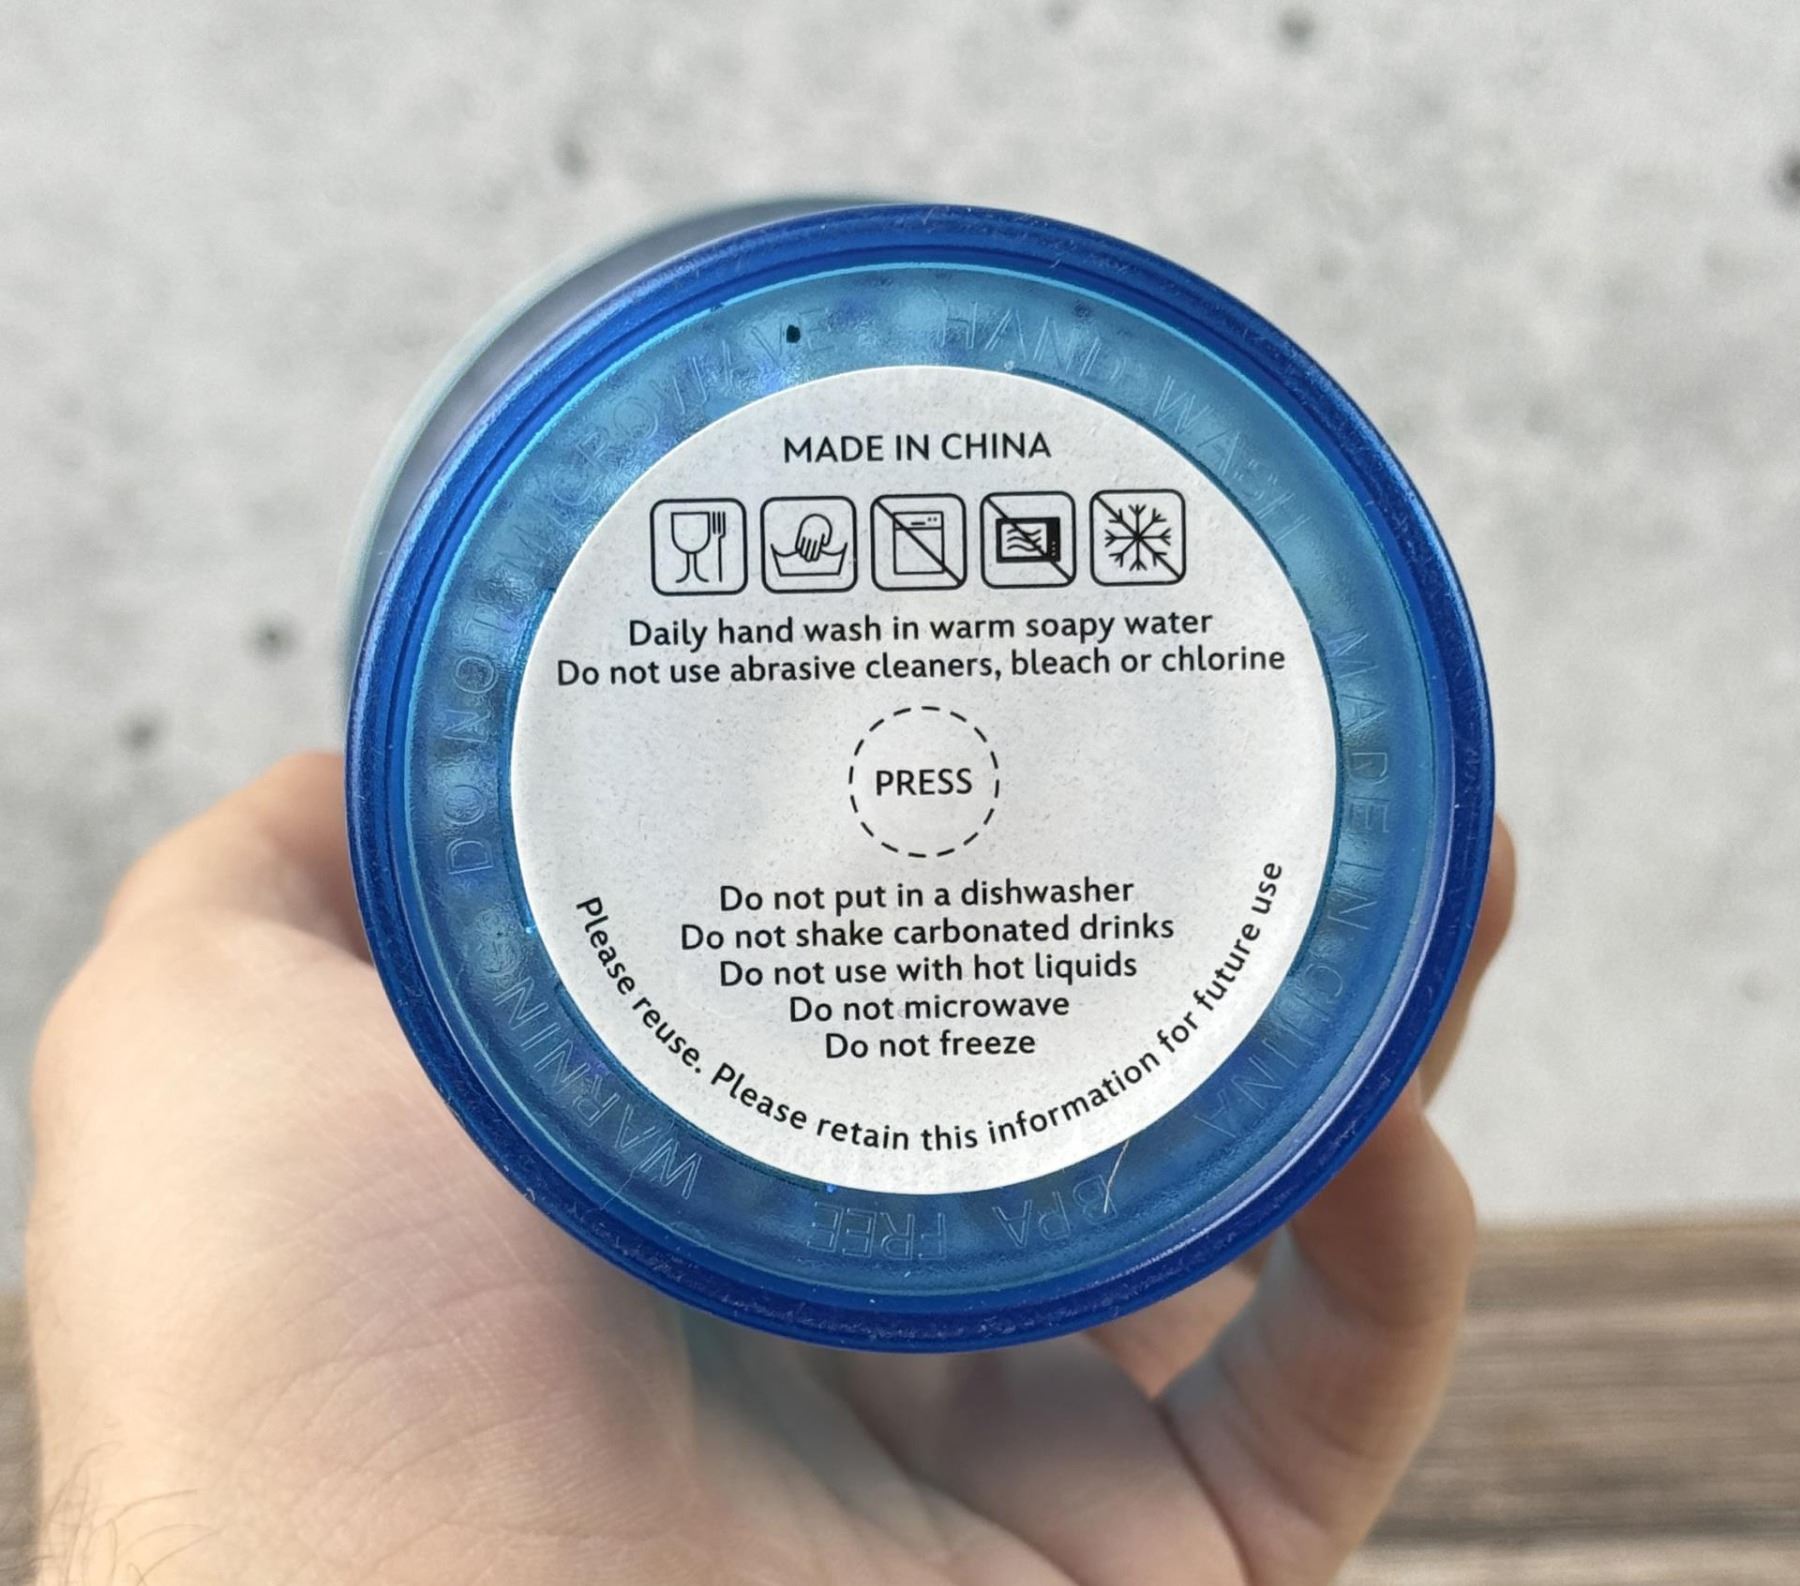 MADE IN CHINA
Daily hand wash in warm soapy water
Do not use abrasive cleaners, bleach or chlorine
PRESS
Do not put in a dishwasher
Do not shake carbonated drinks
Do not use with hot liquids
Do not microwave
Do not freeze
Please reuse. Please retain this information for future use
WARNING DO NOT MICROWAVE
HAND WASH
MADE IN CHINA
BPA FREE